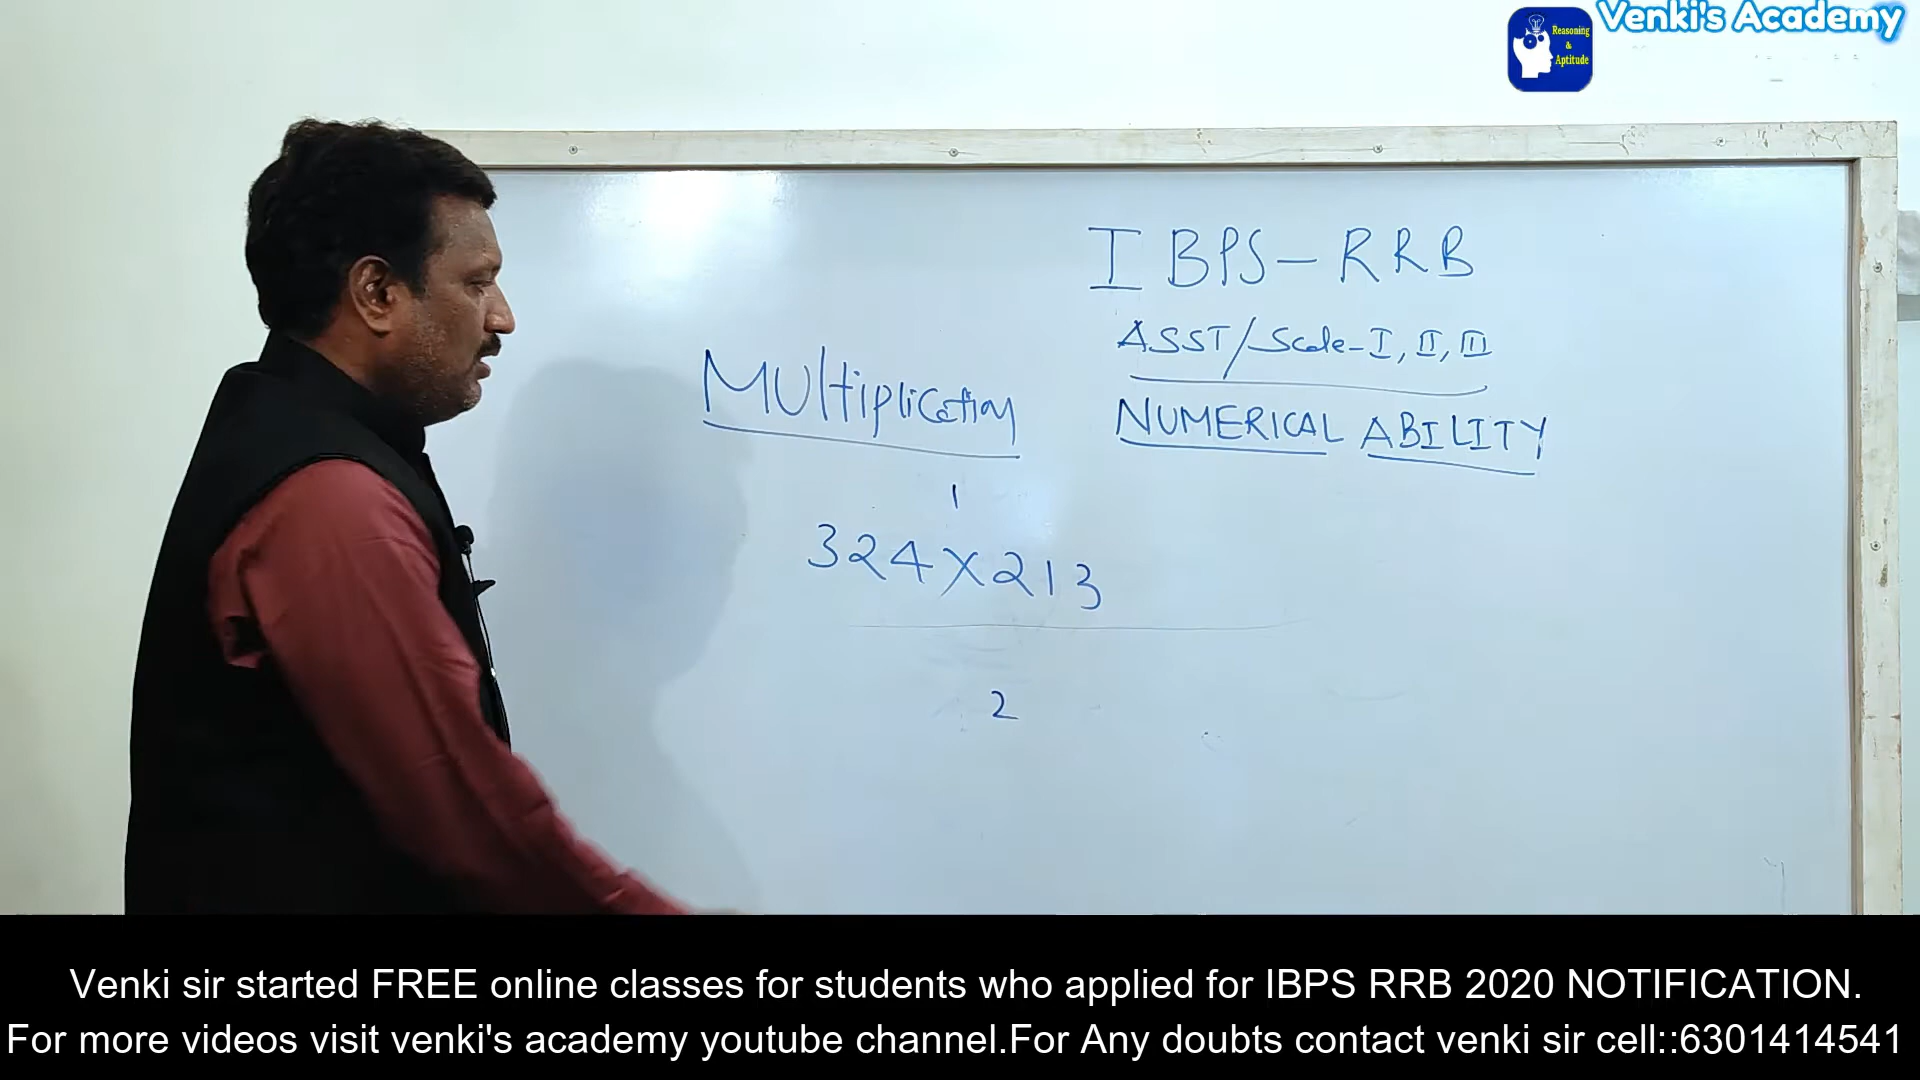 Venki's Academy
Reasoning
&
Aptitude
IBPS-RRB
ASST/Scale-I, II, III
Multiplication
NUMERICAL ABILITY
1
324X213
2
Venki sir started FREE online classes for students who applied for IBPS RRB 2020 NOTIFICATION.
For more videos visit venki's academy youtube channel.For Any doubts contact venki sir cell::6301414541